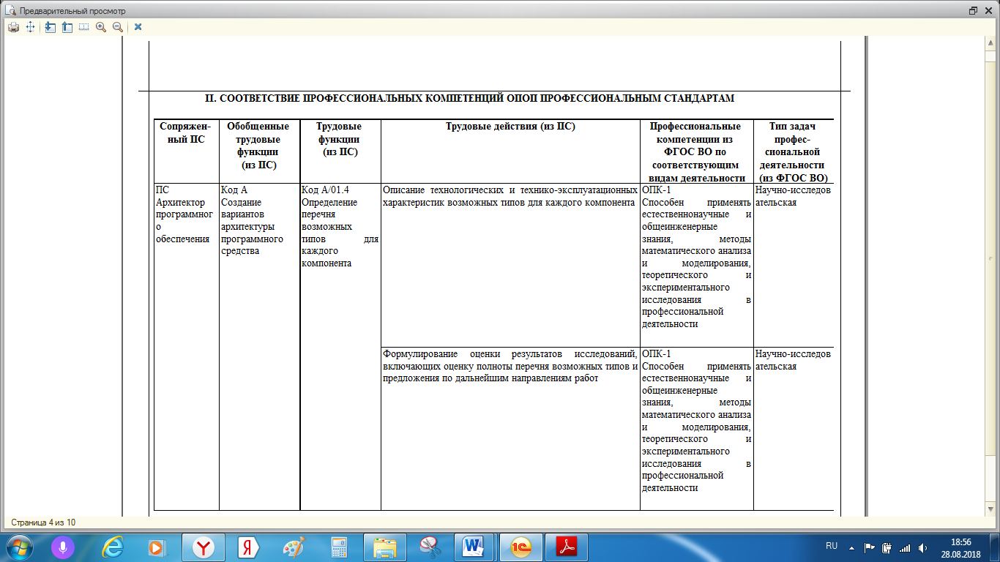 Предварительный просмотр
II. СООТВЕТСТВИЕ ПРОФЕССИОНАЛЬНЫХ КОМПЕТЕНЦИЙ ОПОП ПРОФЕССИОНАЛЬНЫМ СТАНДАРТАМ
Сопряжен-
ный ПС
Обобщенные
трудовые
функции
(из ПС)
Трудовые
функции
(из ПС)
Трудовые действия (из ПС)
Профессиональные
компетенции из
ФГОС ВО по
соответствующим
видам деятельности
Тип задач
профес-
сиональной
деятельности
(из ФГОС ВО)
ПС
Архитектор
программног
о
обеспечения
Код А
Создание
вариантов
архитектуры
программного
средства
Код А/01.4
Определение
перечня
возможных
типов для
каждого
компонента
Описание технологических и технико-эксплуатационных
характеристик возможных типов для каждого компонента
ОПК-1
Способен применять
естественнонаучные и
общеинженерные
знания, методы
математического анализа
и моделирования,
теоретического и
экспериментального
исследования в
профессиональной
деятельности
Научно-исследов
ательская
Формулирование оценки результатов исследований,
включающих оценку полноты перечня возможных типов и
предложения по дальнейшим направлениям работ
ОПК-1
Способен применять
естественнонаучные и
общеинженерные
знания, методы
математического анализа
и моделирования,
теоретического и
экспериментального
исследования в
профессиональной
деятельности
Научно-исследов
ательская
Страница 4 из 10
RU
18:56
28.08.2018